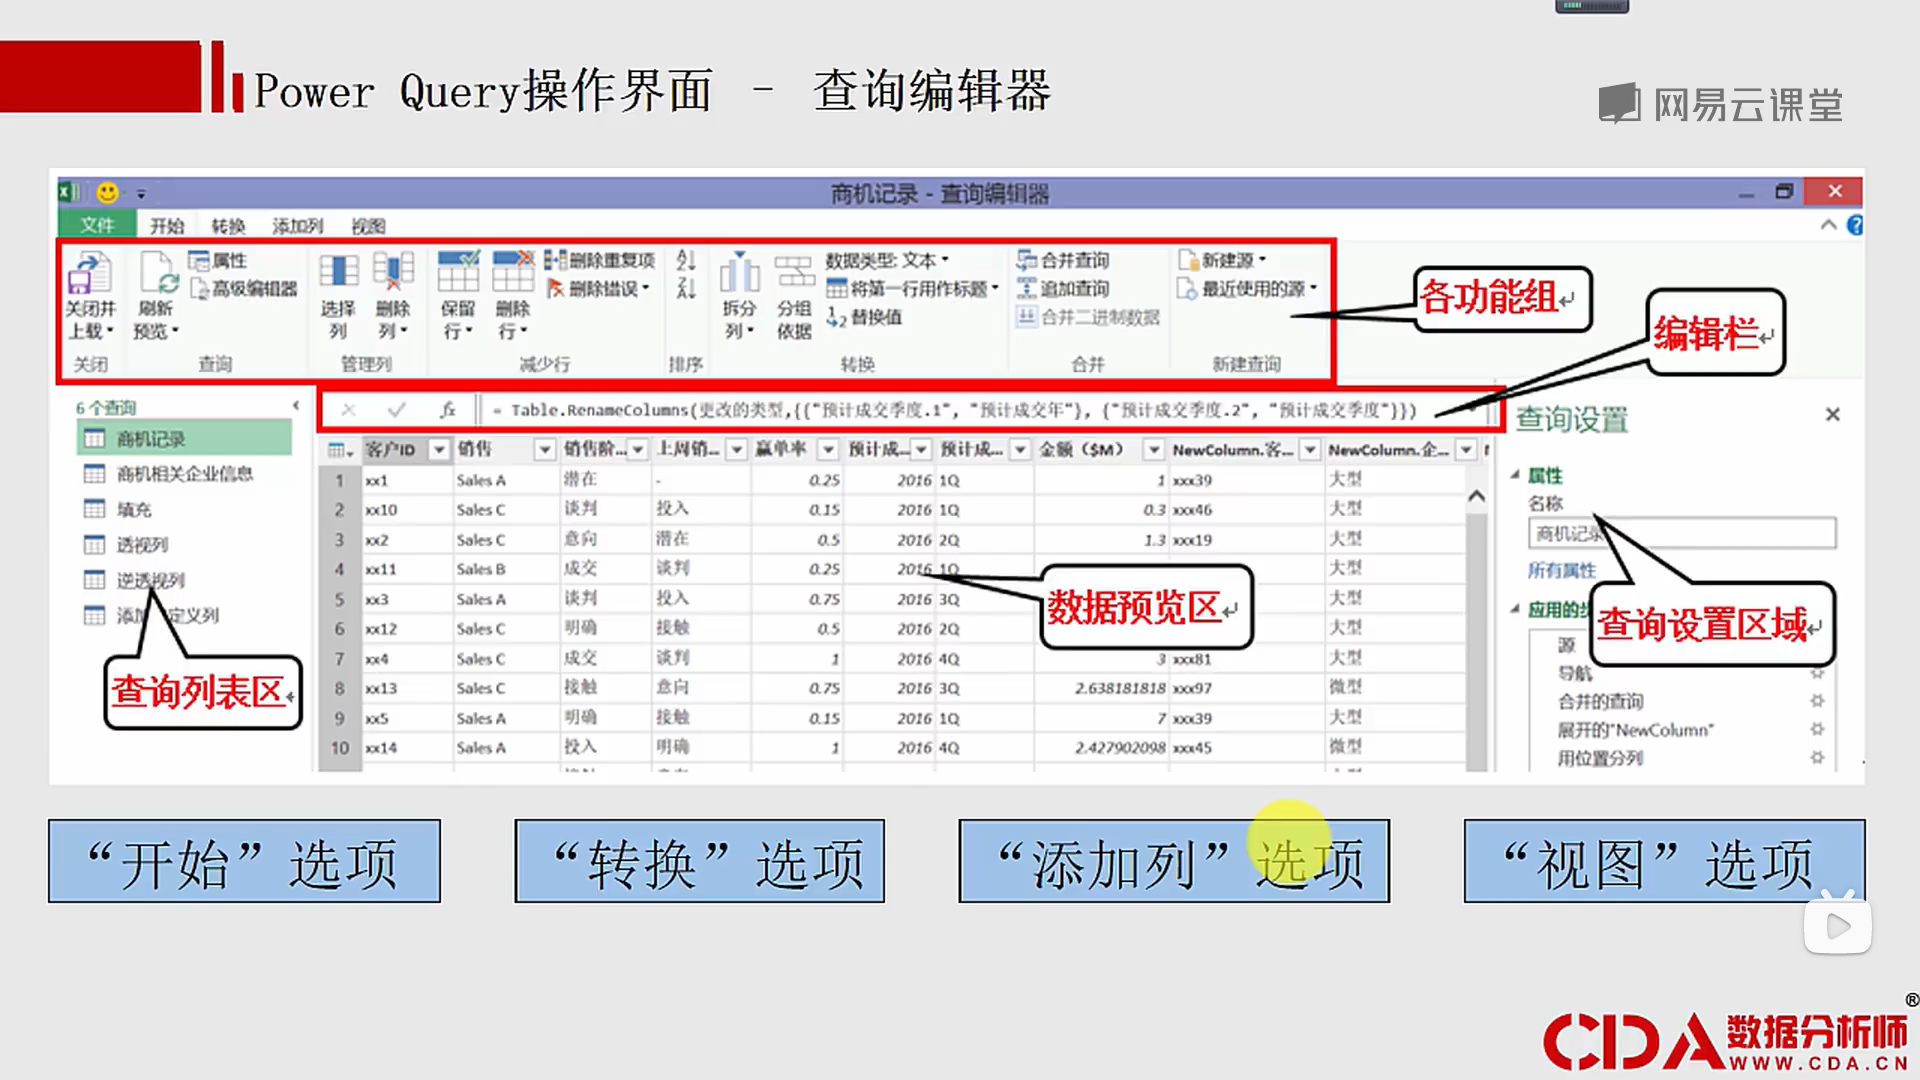 Power Query操作界面 - 查询编辑器
网易云课堂
商机记录 - 查询编辑器
文件 开始 转换 添加列 视图
关闭并上载 刷新预览 属性 高级编辑器 选择列 删除列 保留行 删除行 删除重复项 删除错误 拆分列 分组依据 数据类型: 文本 将第一行用作标题 替换值 合并查询 追加查询 合并二进制数据 新建源 最近使用的源
关闭 查询 管理列 减少行 排序 转换 合并 新建查询
各功能组
编辑栏
6 个查询
= Table.RenameColumns(更改的类型,{{"预计成交季度.1", "预计成交年"}, {"预计成交季度.2", "预计成交季度"}})
查询设置
商机记录
商机相关企业信息
填充
透视列
逆透视列
查询列表区
客户ID 销售 销售阶... 上周销... 赢单率 预计成... 预计成... 金额（$M） NewColumn.客... NewColumn.企...
1 xx1 Sales A 潜在 - 0.25 2016 1Q 1 xxx39 大型
2 xx10 Sales C 谈判 投入 0.15 2016 1Q 0.3 xxx46 大型
3 xx2 Sales C 意向 潜在 0.5 2016 2Q 1.3 xxx19 大型
4 xx11 Sales B 成交 谈判 0.25 2016 1Q 大型
5 xx3 Sales A 谈判 投入 0.75 2016 3Q 大型
6 xx12 Sales C 明确 接触 0.5 2016 2Q 大型
7 xx4 Sales C 成交 谈判 1 2016 4Q 3 xxx81 大型
8 xx13 Sales C 接触 意向 0.75 2016 3Q 2.638181818 xxx97 微型
9 xx5 Sales A 明确 接触 0.15 2016 1Q 7 xxx39 大型
10 xx14 Sales A 投入 明确 1 2016 4Q 2.427902098 xxx45 微型
数据预览区
属性
名称
商机记录
所有属性
应用的步
查询设置区域
源
导航
合并的查询
展开的"NewColumn"
用位置分列
“开始”选项
“转换”选项
“添加列”选项
“视图”选项
CDA数据分析师®
WWW.CDA.CN